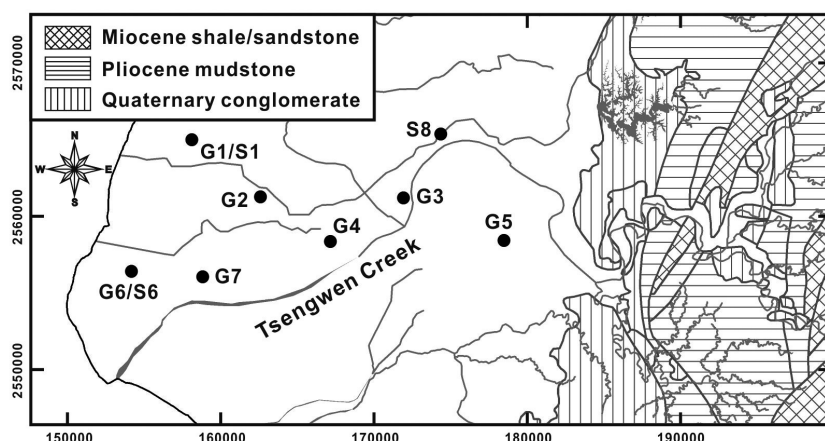 Miocene shale/sandstone
Pliocene mudstone
Quaternary conglomerate
2570000
2560000
2550000
N
W E
S
G1/S1
S8
G2
G3
G4
G5
G6/S6
G7
Tsengwen Creek
150000 160000 170000 180000 190000